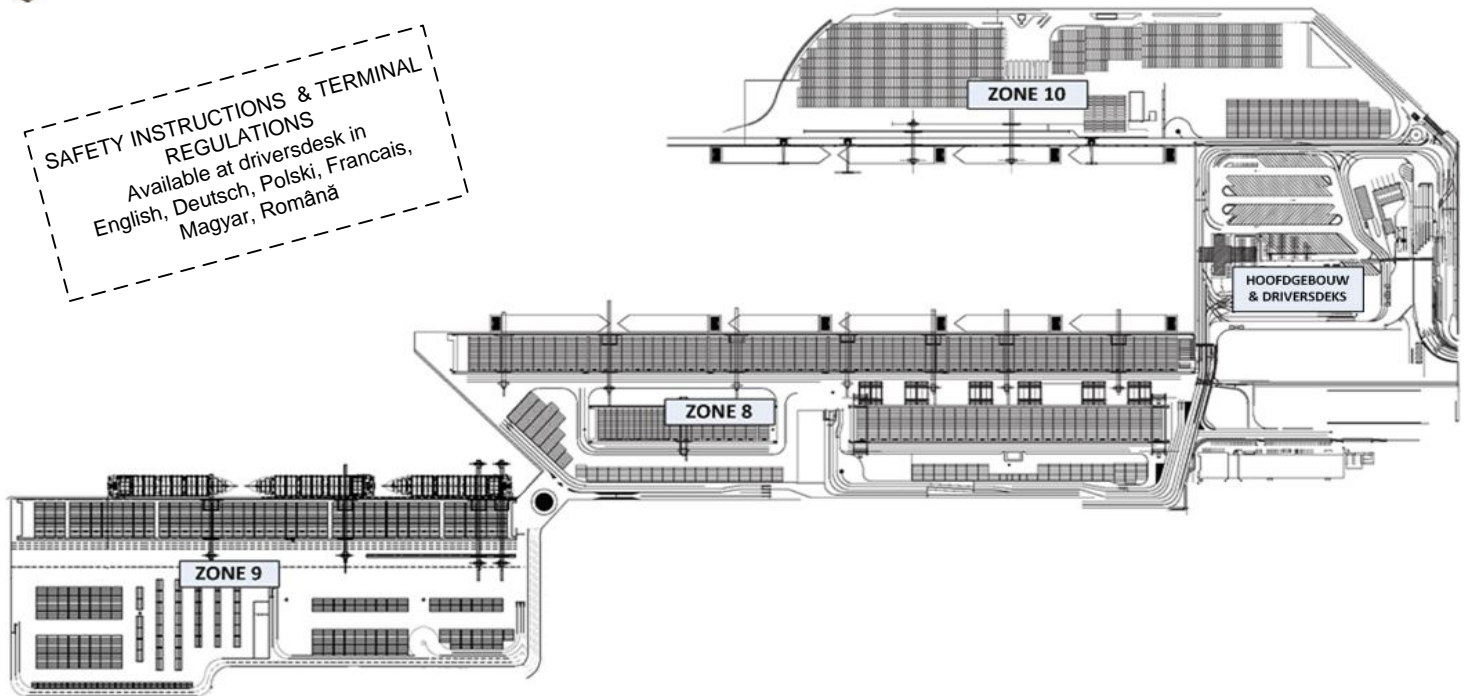 SAFETY INSTRUCTIONS & TERMINAL
REGULATIONS
Available at driversdesk in
English, Deutsch, Polski, Francais,
Magyar, Română
ZONE 10
HOOFDGEBOUW
& DRIVERSDEKS
ZONE 8
ZONE 9